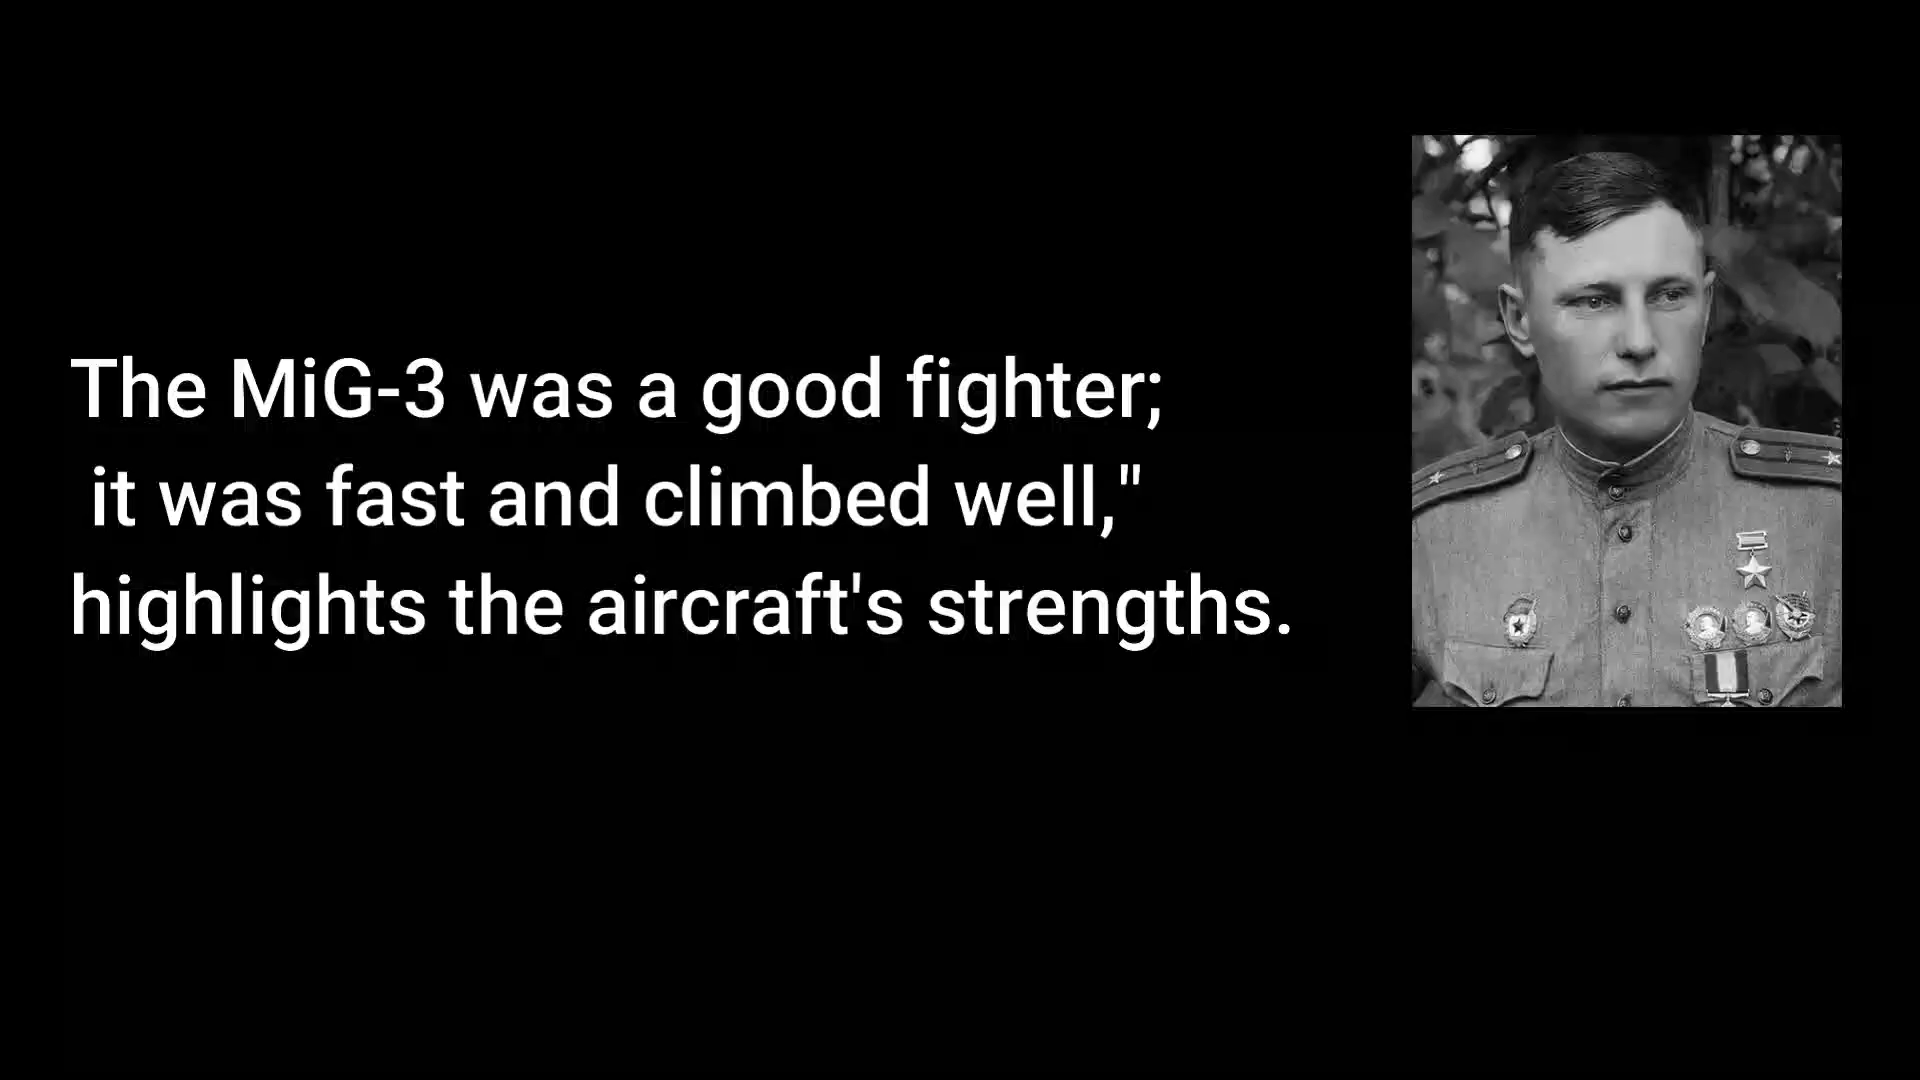 The MiG-3 was a good fighter;
it was fast and climbed well,"
highlights the aircraft's strengths.